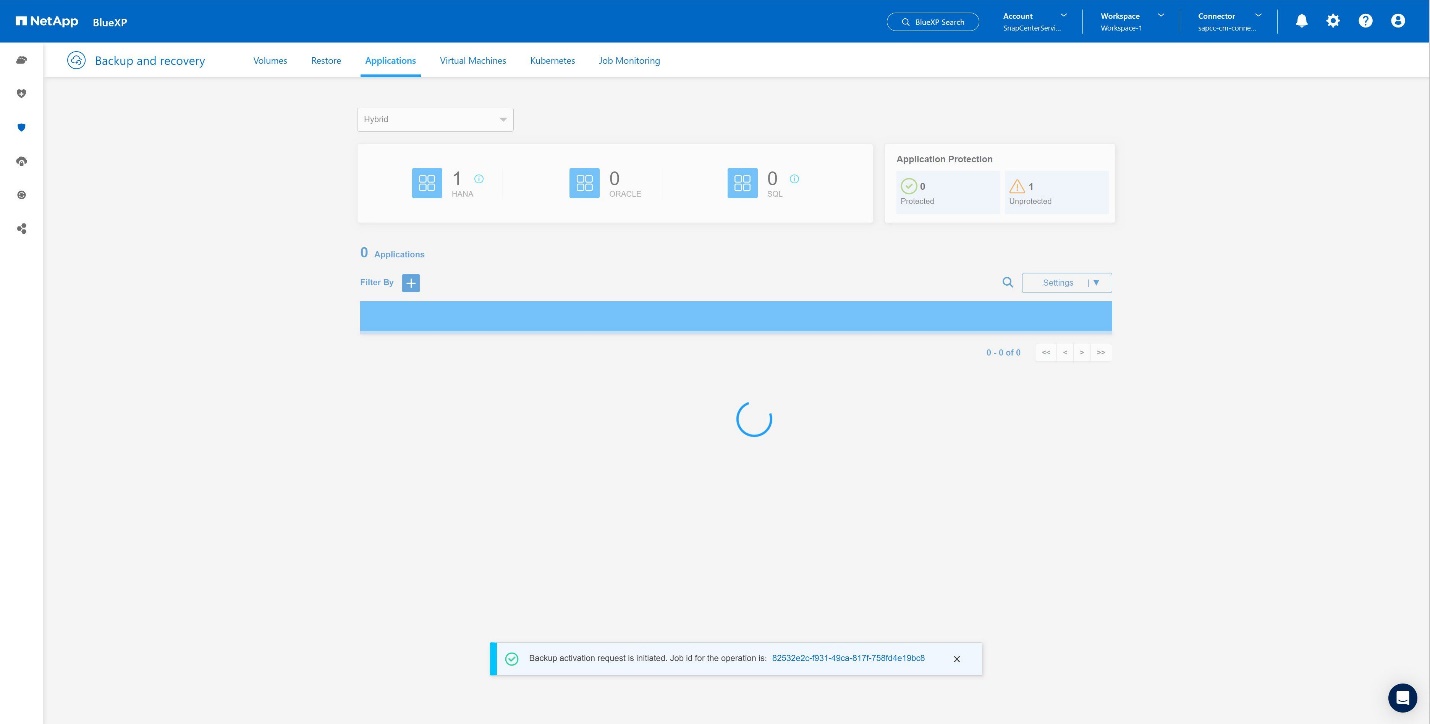 NetApp BlueXP
BlueXP Search
Account
SnapCenterServi...
Workspace
Workspace-1
Connector
sapcc-cm-conne...
Backup and recovery
Volumes
Restore
Applications
Virtual Machines
Kubernetes
Job Monitoring
Hybrid
1
HANA
0
ORACLE
0
SQL
Application Protection
0
Protected
1
Unprotected
0 Applications
Filter By +
Settings | ▼
0 - 0 of 0 << < > >>
Backup activation request is initiated. Job id for the operation is: 82532e2c-f931-49ca-817f-758fd4e19bc8